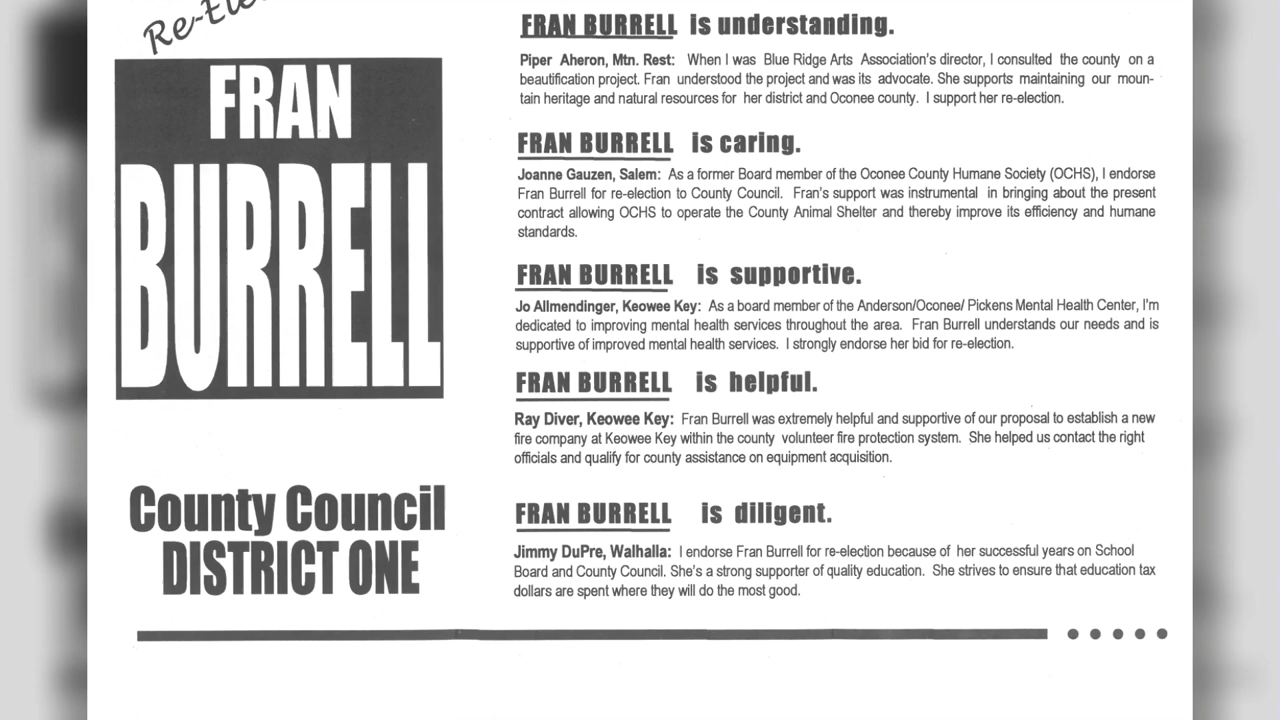 Re-Ele
FRAN
BURRELL
County Council
DISTRICT ONE
FRAN BURRELL is understanding.
Piper Aheron, Mtn. Rest: When I was Blue Ridge Arts Association's director, I consulted the county on a
beautification project. Fran understood the project and was its advocate. She supports maintaining our moun-
tain heritage and natural resources for her district and Oconee county. I support her re-election.
FRAN BURRELL is caring.
Joanne Gauzen, Salem: As a former Board member of the Oconee County Humane Society (OCHS), I endorse
Fran Burrell for re-election to County Council. Fran's support was instrumental in bringing about the present
contract allowing OCHS to operate the County Animal Shelter and thereby improve its efficiency and humane
standards.
FRAN BURRELL is supportive.
Jo Allmendinger, Keowee Key: As a board member of the Anderson/Oconee/ Pickens Mental Health Center, I'm
dedicated to improving mental health services throughout the area. Fran Burrell understands our needs and is
supportive of improved mental health services. I strongly endorse her bid for re-election.
FRAN BURRELL is helpful.
Ray Diver, Keowee Key: Fran Burrell was extremely helpful and supportive of our proposal to establish a new
fire company at Keowee Key within the county volunteer fire protection system. She helped us contact the right
officials and qualify for county assistance on equipment acquisition.
FRAN BURRELL is diligent.
Jimmy DuPre, Walhalla: I endorse Fran Burrell for re-election because of her successful years on School
Board and County Council. She's a strong supporter of quality education. She strives to ensure that education tax
dollars are spent where they will do the most good.